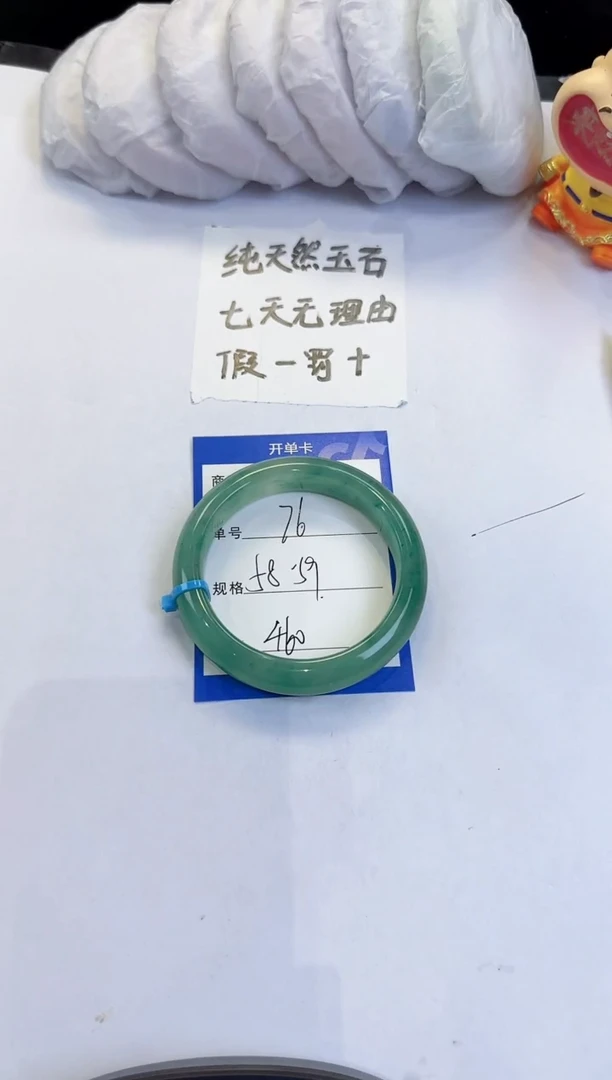 纯天然玉石
七天无理由
假一罚十
开单卡
商
单号 76
规格 58·59
460